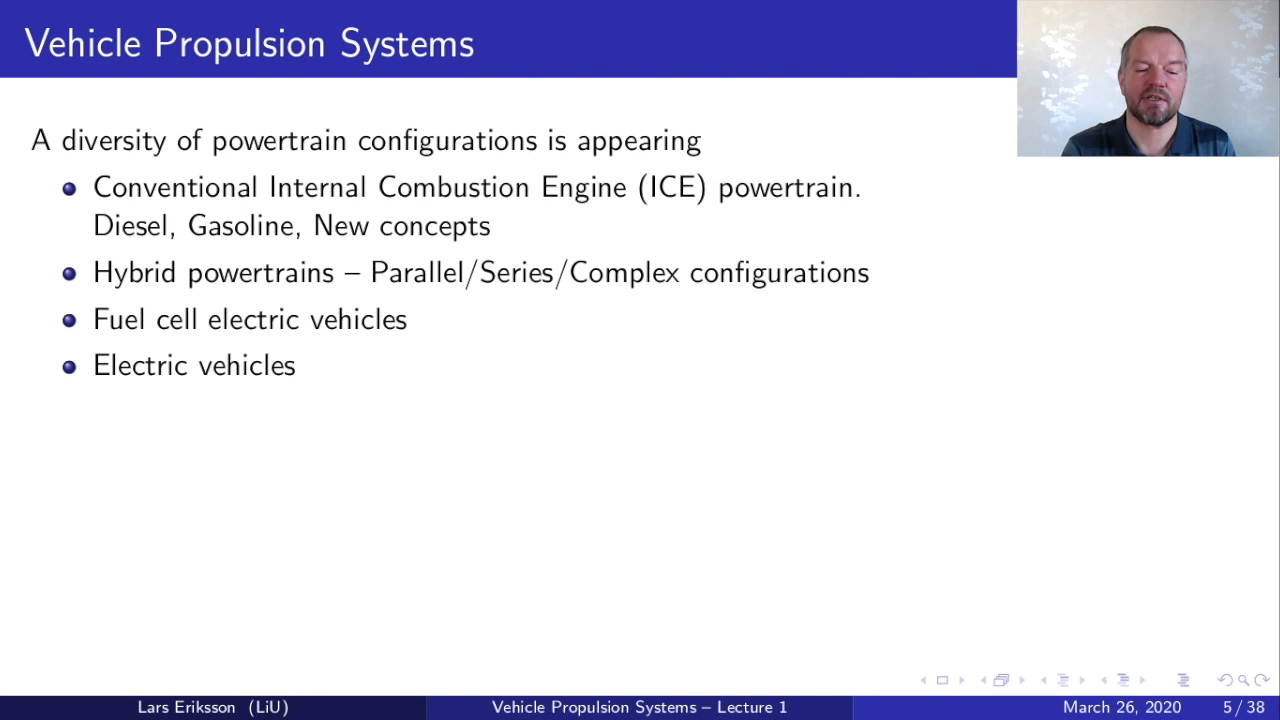 Vehicle Propulsion Systems
A diversity of powertrain configurations is appearing
Conventional Internal Combustion Engine (ICE) powertrain.
Diesel, Gasoline, New concepts
Hybrid powertrains – Parallel/Series/Complex configurations
Fuel cell electric vehicles
Electric vehicles
Lars Eriksson (LiU) Vehicle Propulsion Systems – Lecture 1 March 26, 2020 5 / 38